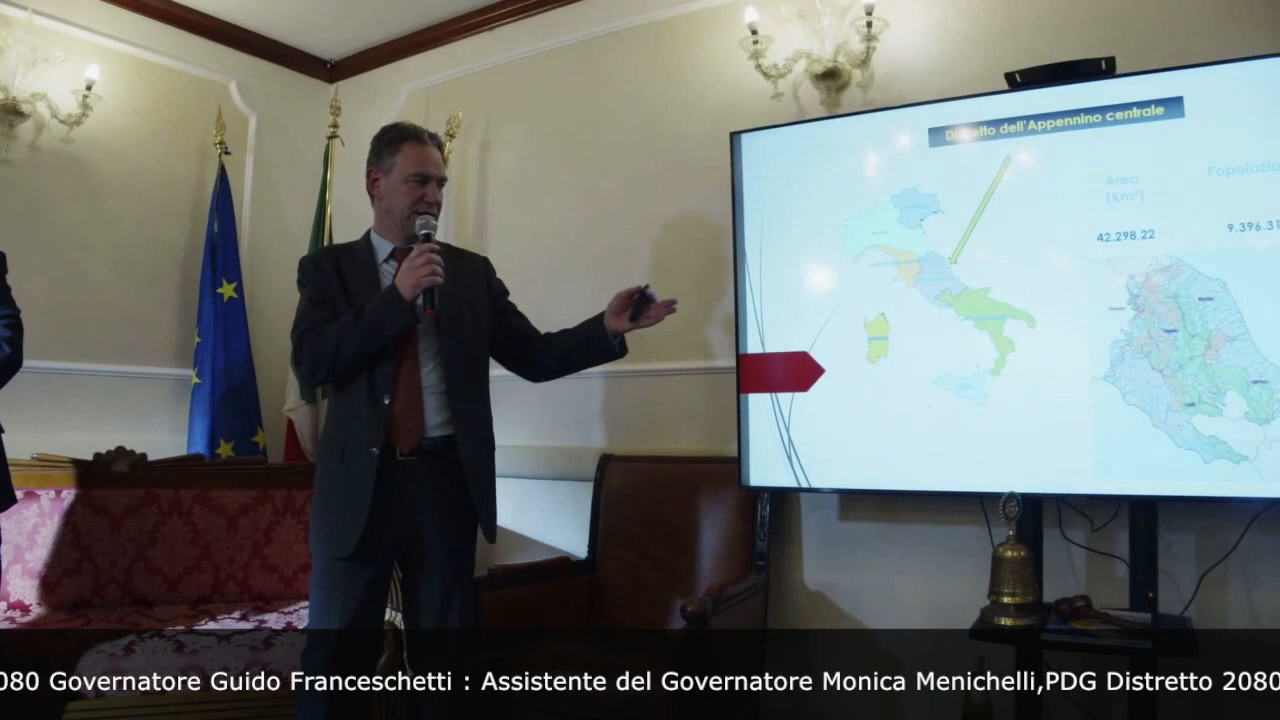 Distretto dell'Appennino centrale
Area
(Km²)
42.298,22
9.396.31
080 Governatore Guido Franceschetti : Assistente del Governatore Monica Menichelli,PDG Distretto 2080